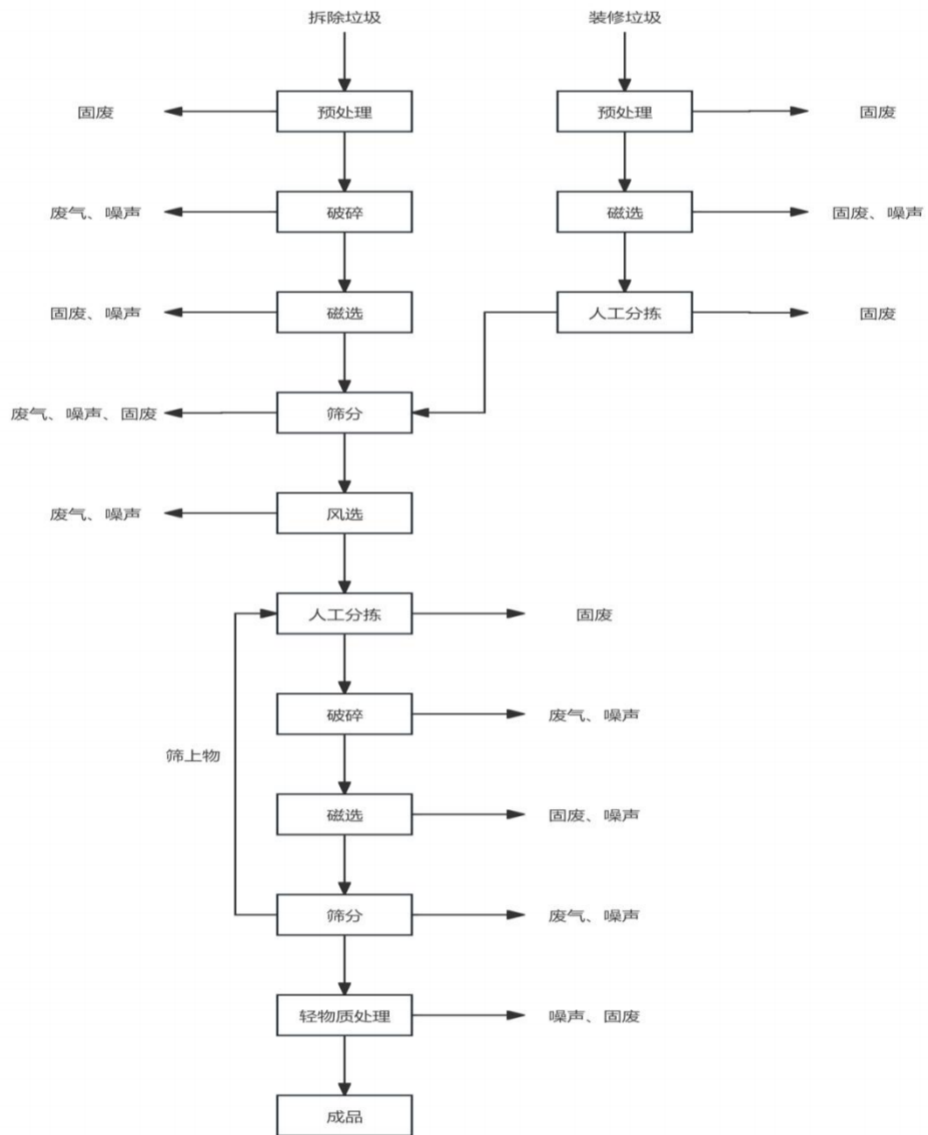 拆除垃圾
装修垃圾
固废
预处理
预处理
固废
废气、噪声
破碎
磁选
固废、噪声
固废、噪声
磁选
人工分拣
固废
废气、噪声、固废
筛分
废气、噪声
风选
人工分拣
固废
破碎
废气、噪声
筛上物
磁选
固废、噪声
筛分
废气、噪声
轻物质处理
噪声、固废
成品